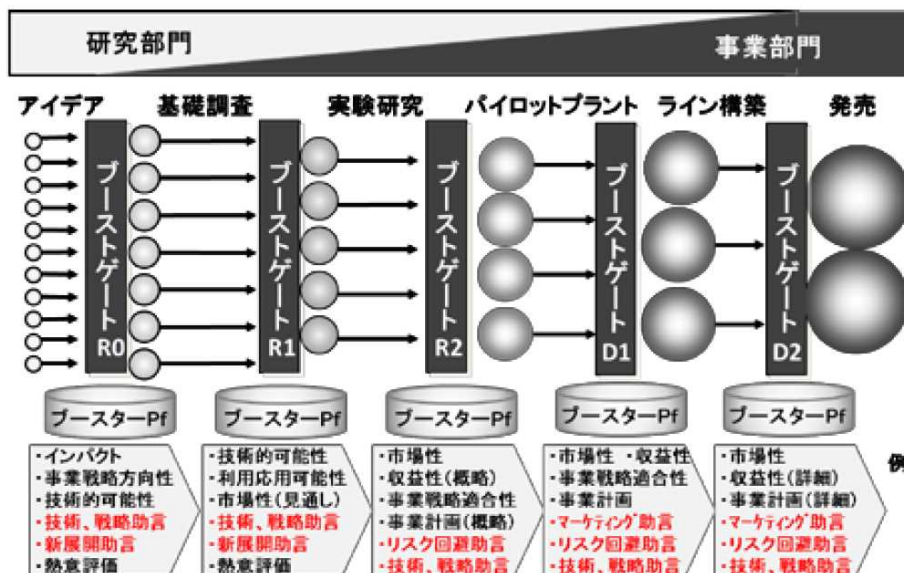 研究部門
事業部門
アイデア
基礎調査
実験研究
パイロットプラント
ライン構築
発売
ブーストゲート R0
ブーストゲート R1
ブーストゲート R2
ブーストゲート D1
ブーストゲート D2
ブースターPf
ブースターPf
ブースターPf
ブースターPf
ブースターPf
・インパクト
・事業戦略方向性
・技術的可能性
・技術、戦略助言
・新展開助言
・熱意評価
・技術的可能性
・利用応用可能性
・市場性(見通し)
・技術、戦略助言
・新展開助言
・熱意評価
・市場性
・収益性(概略)
・事業戦略適合性
・事業計画(概略)
・リスク回避助言
・技術、戦略助言
・市場性 ・収益性
・事業戦略適合性
・事業計画
・マーケティング助言
・リスク回避助言
・技術、戦略助言
・市場性
・収益性(詳細)
・事業計画(詳細)
・マーケティング助言
・リスク回避助言
・技術、戦略助言
例